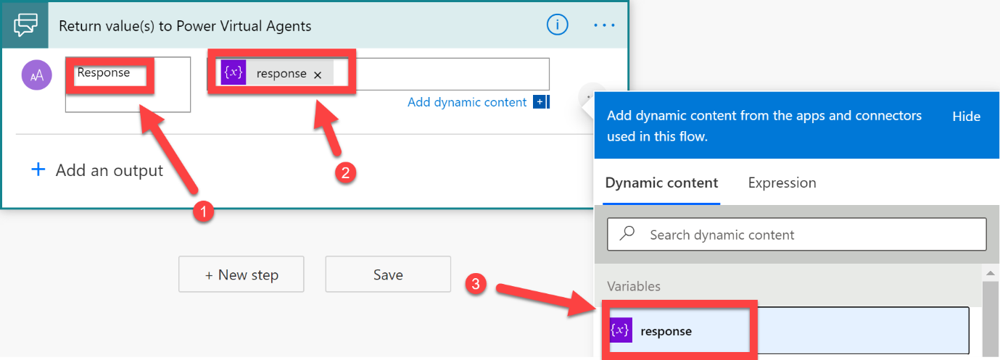 Return value(s) to Power Virtual Agents
AA
Response
{x} response ×
Add dynamic content
+ Add an output
1
2
+ New step
Save
Add dynamic content from the apps and connectors
used in this flow.
Hide
Dynamic content
Expression
Search dynamic content
3
Variables
{x} response